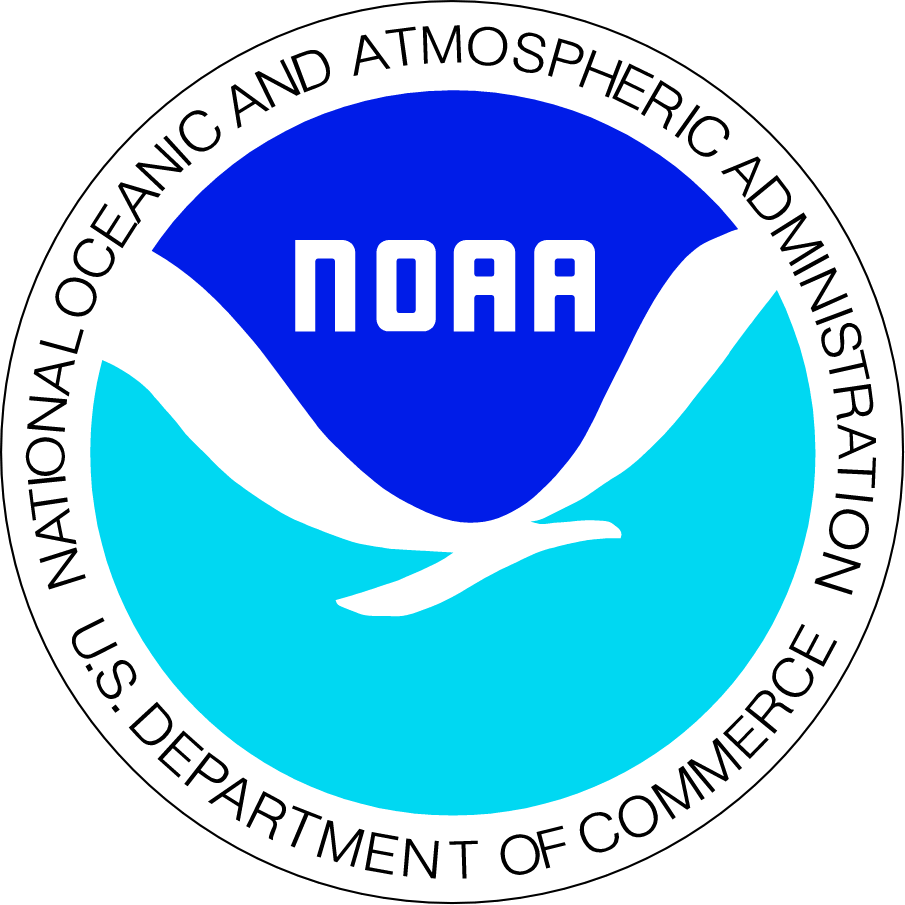 NATIONAL OCEANIC AND ATMOSPHERIC ADMINISTRATION
NOAA
U.S. DEPARTMENT OF COMMERCE